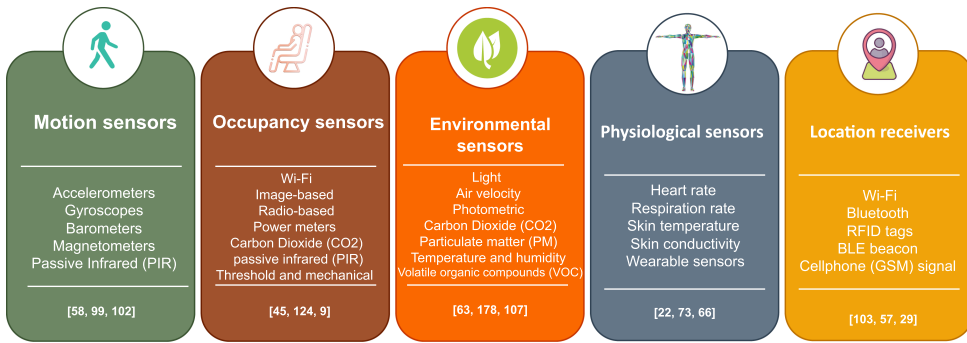 Motion sensors
Accelerometers
Gyroscopes
Barometers
Magnetometers
Passive Infrared (PIR)
[58, 99, 102]
Occupancy sensors
Wi-Fi
Image-based
Radio-based
Power meters
Carbon Dioxide (CO2)
passive infrared (PIR)
Threshold and mechanical
[45, 124, 9]
Environmental
sensors
Light
Air velocity
Photometric
Carbon Dioxide (CO2)
Particulate matter (PM)
Temperature and humidity
Volatile organic compounds (VOC)
[63, 178, 107]
Physiological sensors
Heart rate
Respiration rate
Skin temperature
Skin conductivity
Wearable sensors
[22, 73, 66]
Location receivers
Wi-Fi
Bluetooth
RFID tags
BLE beacon
Cellphone (GSM) signal
[103, 57, 29]